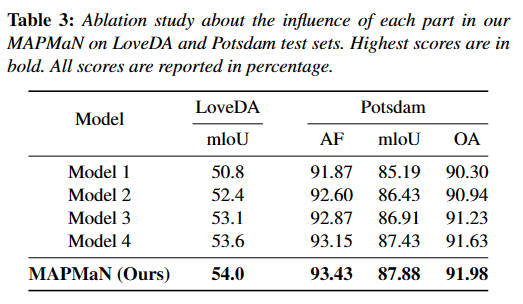 Table 3: Ablation study about the influence of each part in our
MAPMaN on LoveDA and Potsdam test sets. Highest scores are in
bold. All scores are reported in percentage.
Model LoveDA Potsdam
mIoU AF mIoU OA
Model 1 50.8 91.87 85.19 90.30
Model 2 52.4 92.60 86.43 90.94
Model 3 53.1 92.87 86.91 91.23
Model 4 53.6 93.15 87.43 91.63
MAPMaN (Ours) 54.0 93.43 87.88 91.98